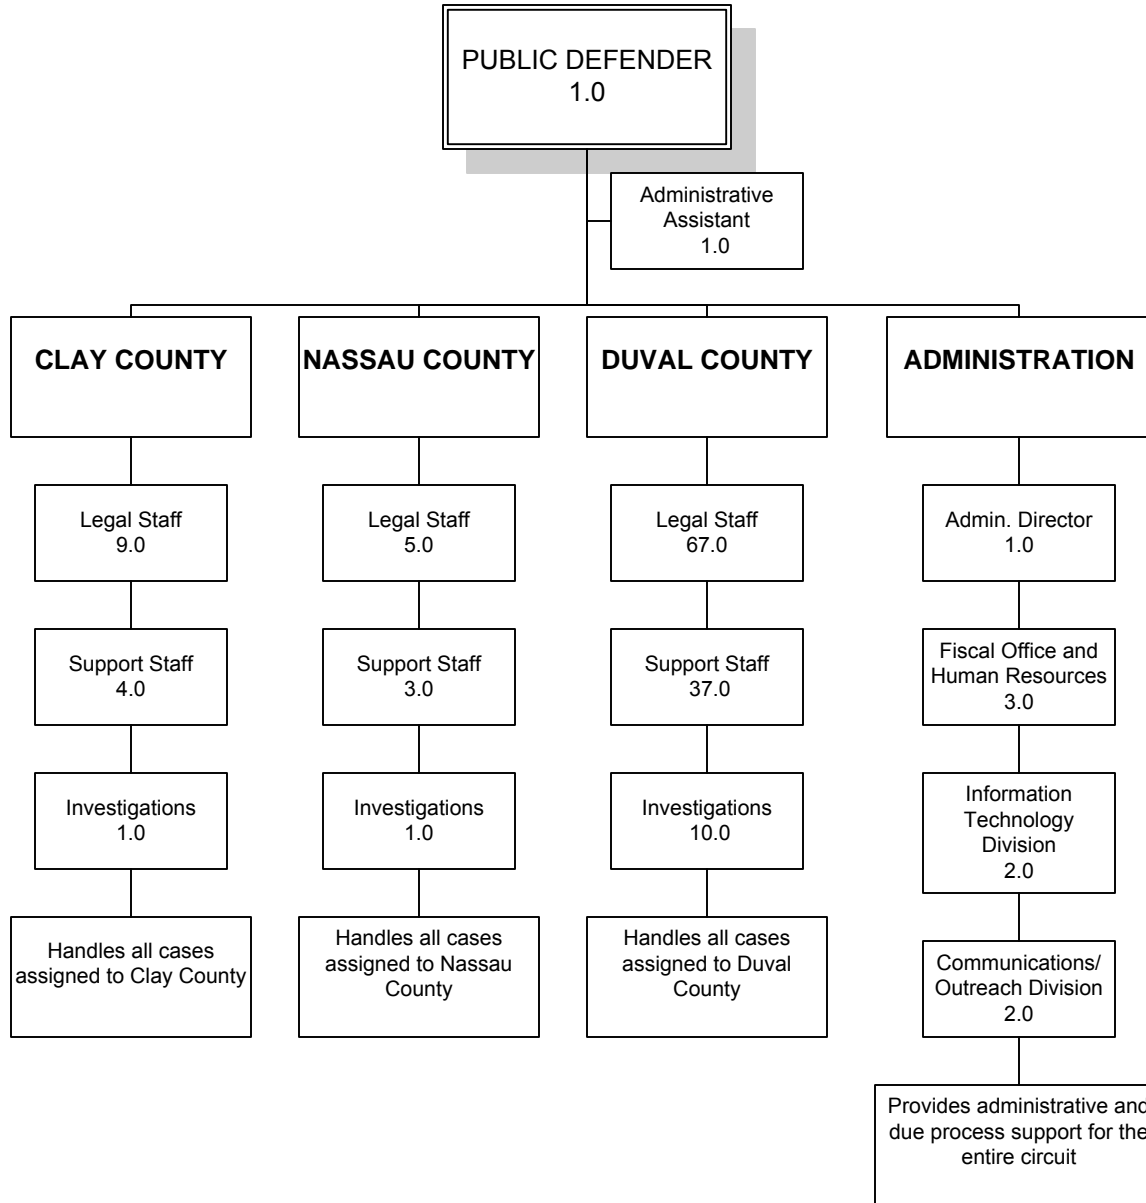 PUBLIC DEFENDER
1.0
Administrative
Assistant
1.0
CLAY COUNTY
Legal Staff
9.0
Support Staff
4.0
Investigations
1.0
Handles all cases
assigned to Clay County
NASSAU COUNTY
Legal Staff
5.0
Support Staff
3.0
Investigations
1.0
Handles all cases
assigned to Nassau
County
DUVAL COUNTY
Legal Staff
67.0
Support Staff
37.0
Investigations
10.0
Handles all cases
assigned to Duval
County
ADMINISTRATION
Admin. Director
1.0
Fiscal Office and
Human Resources
3.0
Information
Technology
Division
2.0
Communications/
Outreach Division
2.0
Provides administrative and
due process support for the
entire circuit